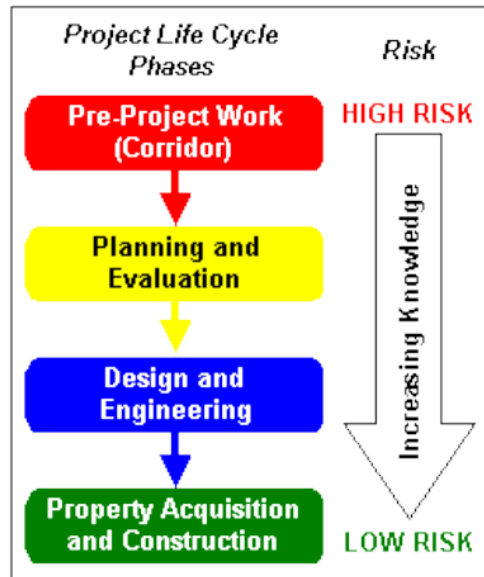 Project Life Cycle
Phases
Risk
Pre-Project Work
(Corridor)
HIGH RISK
Planning and
Evaluation
Increasing Knowledge
Design and
Engineering
Property Acquisition
and Construction
LOW RISK